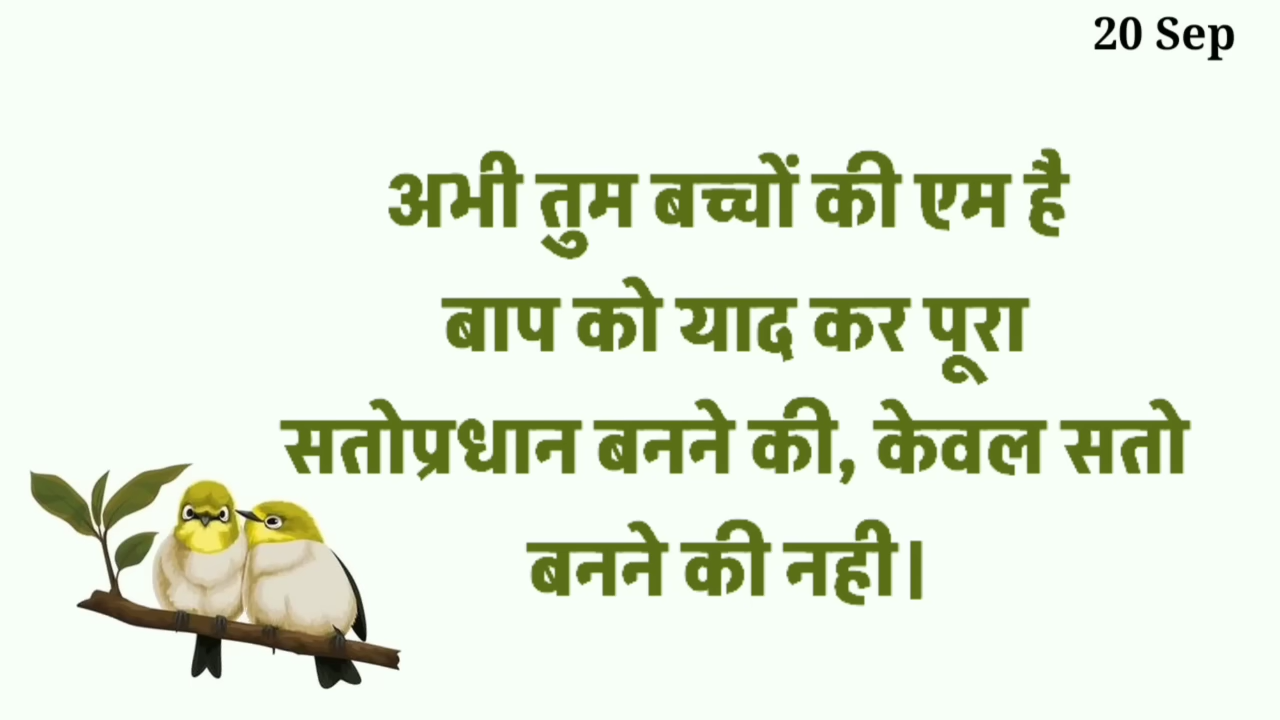 20 Sep
अभी तुम बच्चों की एम है
बाप को याद कर पूरा
सतोप्रधान बनने की, केवल सतो
बनने की नही।